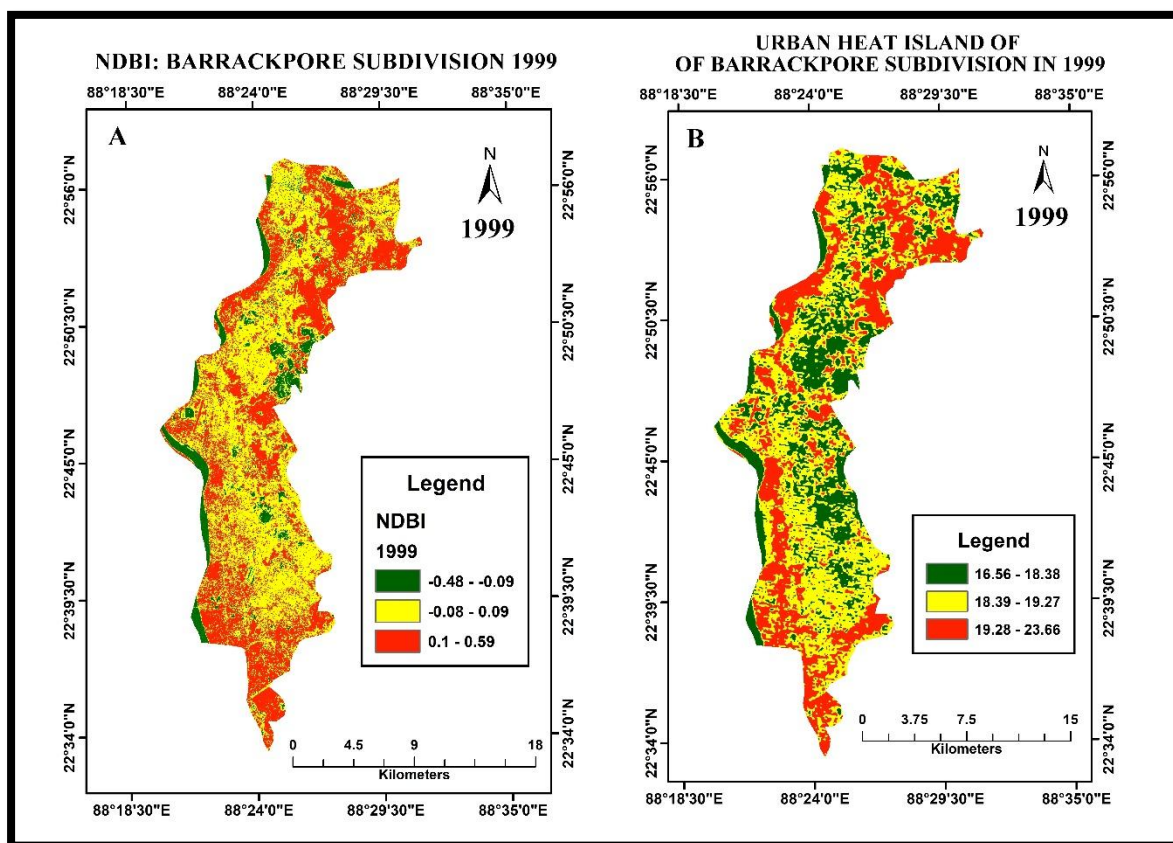 NDBI: BARRACKPORE SUBDIVISION 1999
88°18'30"E 88°24'0"E 88°29'30"E 88°35'0"E
A
N
1999
22°56'0"N
22°50'30"N
22°45'0"N
22°39'30"N
22°34'0"N
22°56'0"N
22°50'30"N
22°45'0"N
22°39'30"N
22°34'0"N
Legend
NDBI
1999
-0.48 - -0.09
-0.08 - 0.09
0.1 - 0.59
0 4.5 9 18
Kilometers
88°18'30"E 88°24'0"E 88°29'30"E 88°35'0"E
URBAN HEAT ISLAND OF
OF BARRACKPORE SUBDIVISION IN 1999
88°18'30"E 88°24'0"E 88°29'30"E 88°35'0"E
B
N
1999
22°56'0"N
22°50'30"N
22°45'0"N
22°39'30"N
22°34'0"N
22°56'0"N
22°50'30"N
22°45'0"N
22°39'30"N
22°34'0"N
Legend
16.56 - 18.38
18.39 - 19.27
19.28 - 23.66
0 3.75 7.5 15
Kilometers
88°18'30"E 88°24'0"E 88°29'30"E 88°35'0"E